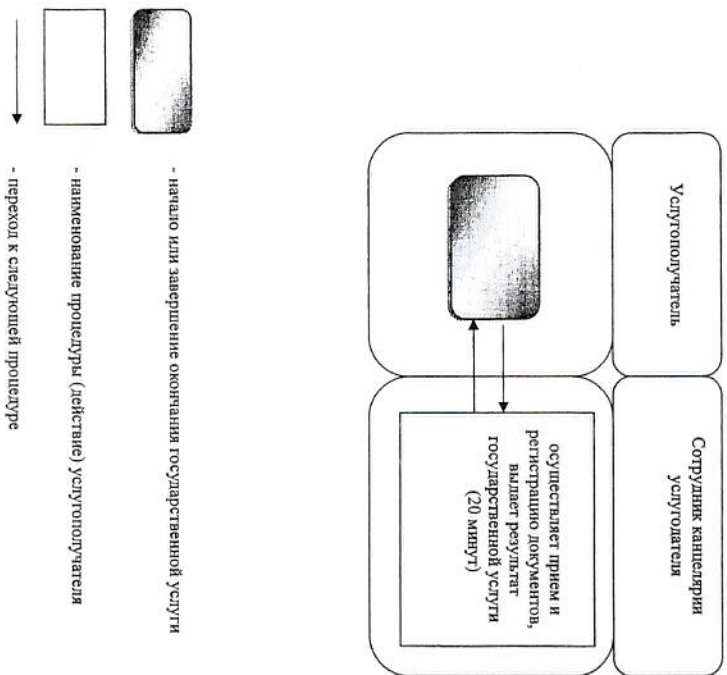 Услугополучатель
Сотрудник канцелярии
услугодателя
осуществляет прием и
регистрацию документов,
выдает результат
государственной услуги
(20 минут)
- начало или завершение окончания государственной услуги
- наименование процедуры (действие) услугополучателя
- переход к следующей процедуре